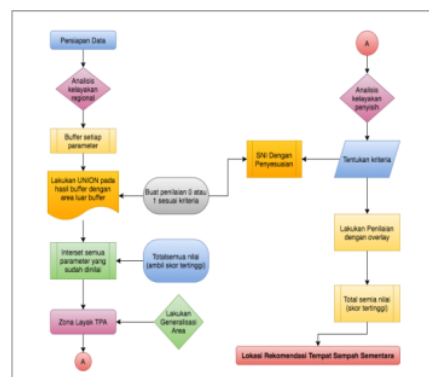 Persiapan Data
Analisis
kelayakan
regional
Buffer setiap
parameter
Lakukan UNION pada
hasil buffer dengan
area luar buffer
Buat penilaian 0 atau
1 sesuai kriteria
Interset semua
parameter yang
sudah dinilai
Totalsemua nilai
(ambil skor tertinggi)
Zona Layak TPA
Lakukan
Generalisasi
Area
A
A
Analisis
kelayakan
penyisih
SNI Dengan
Penyesuaian
Tentukan kriteria
Lakukan Penilaian
dengan overlay
Total semia nilai
(skor tertinggi)
Lokasi Rekomendasi Tempat Sampah Sementara